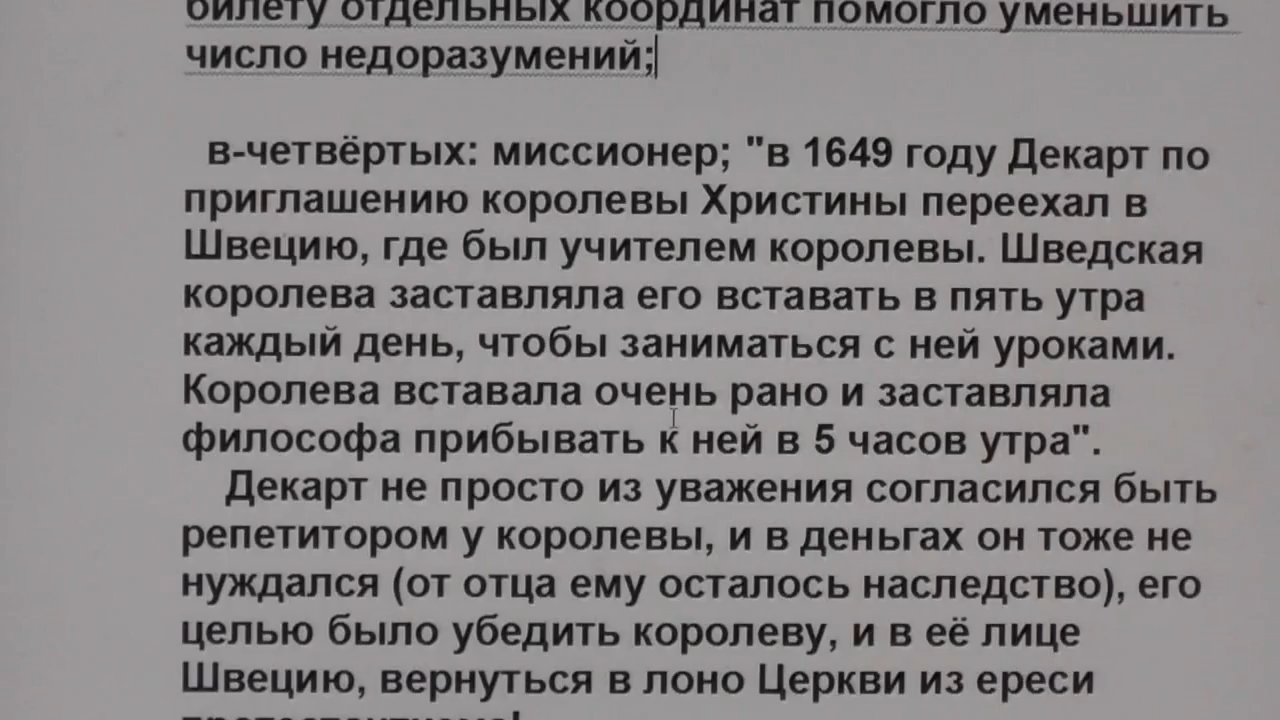 билету отдельных координат помогло уменьшить
число недоразумений;
в-четвёртых: миссионер; "в 1649 году Декарт по
приглашению королевы Христины переехал в
Швецию, где был учителем королевы. Шведская
королева заставляла его вставать в пять утра
каждый день, чтобы заниматься с ней уроками.
Королева вставала очень рано и заставляла
философа прибывать к ней в 5 часов утра".
Декарт не просто из уважения согласился быть
репетитором у королевы, и в деньгах он тоже не
нуждался (от отца ему осталось наследство), его
целью было убедить королеву, и в её лице
Швецию, вернуться в лоно Церкви из ереси